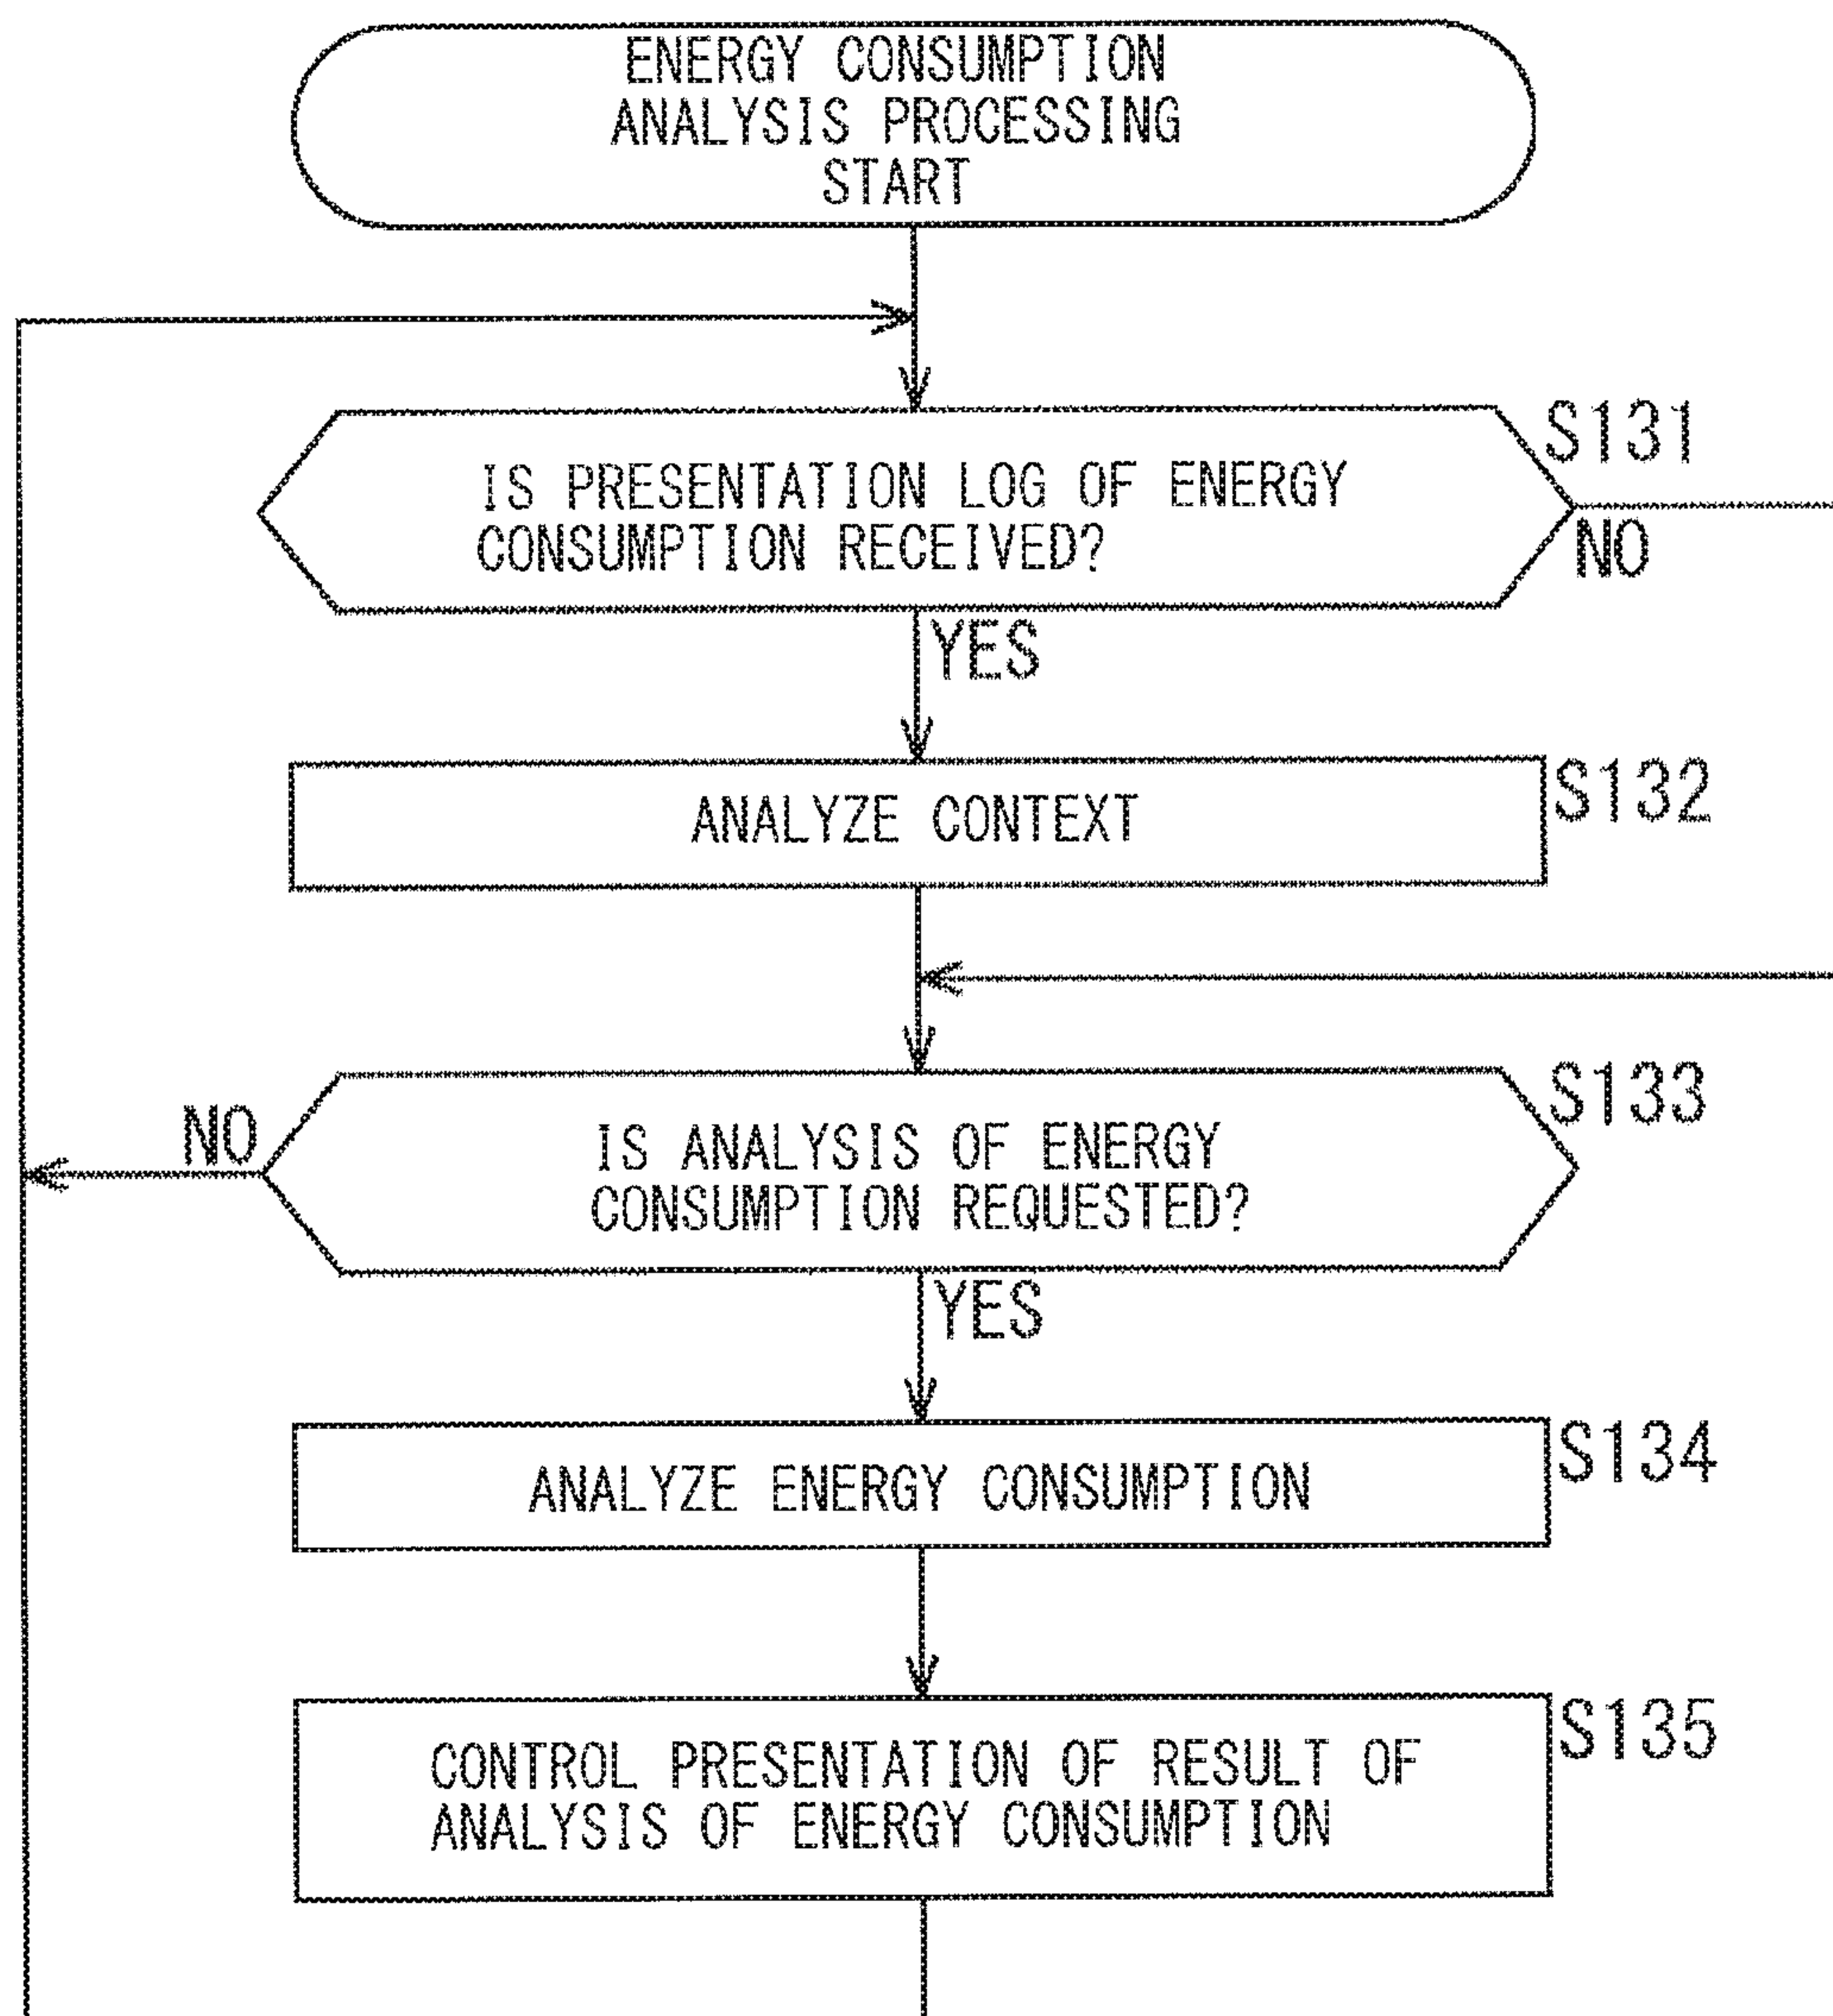 ENERGY CONSUMPTION
ANALYSIS PROCESSING
START
S131
IS PRESENTATION LOG OF ENERGY
CONSUMPTION RECEIVED?
NO
YES
S132
ANALYZE CONTEXT
S133
NO
IS ANALYSIS OF ENERGY
CONSUMPTION REQUESTED?
YES
S134
ANALYZE ENERGY CONSUMPTION
S135
CONTROL PRESENTATION OF RESULT OF
ANALYSIS OF ENERGY CONSUMPTION